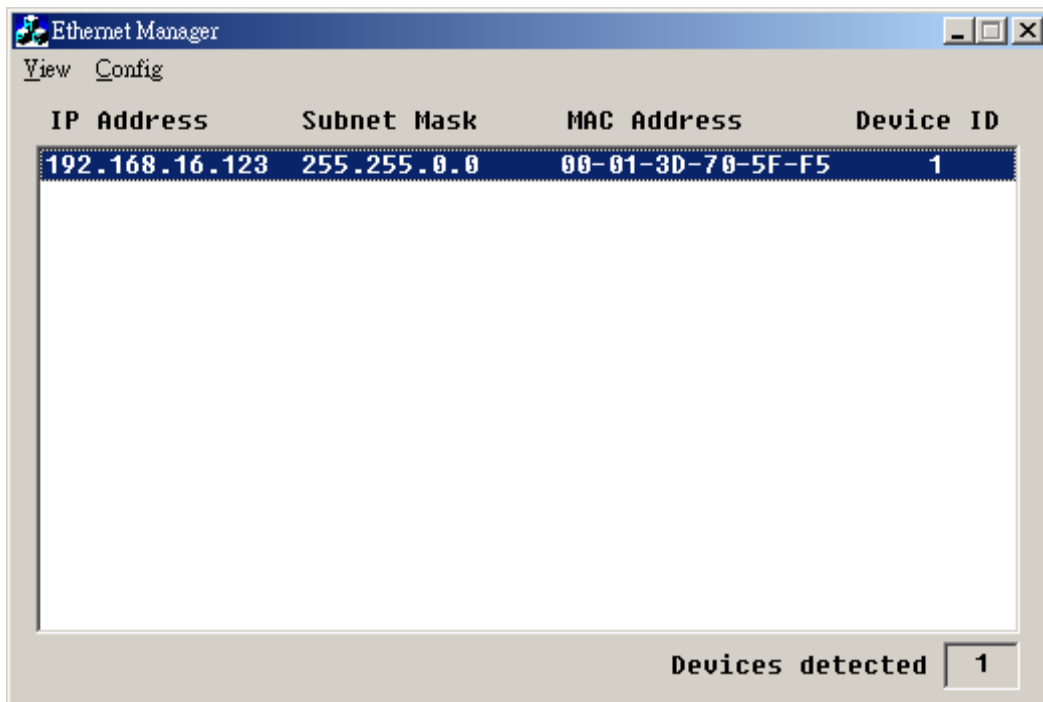 Ethernet Manager
View Config
IP Address Subnet Mask MAC Address Device ID
192.168.16.123 255.255.0.0 00-01-3D-70-5F-F5 1
Devices detected 1